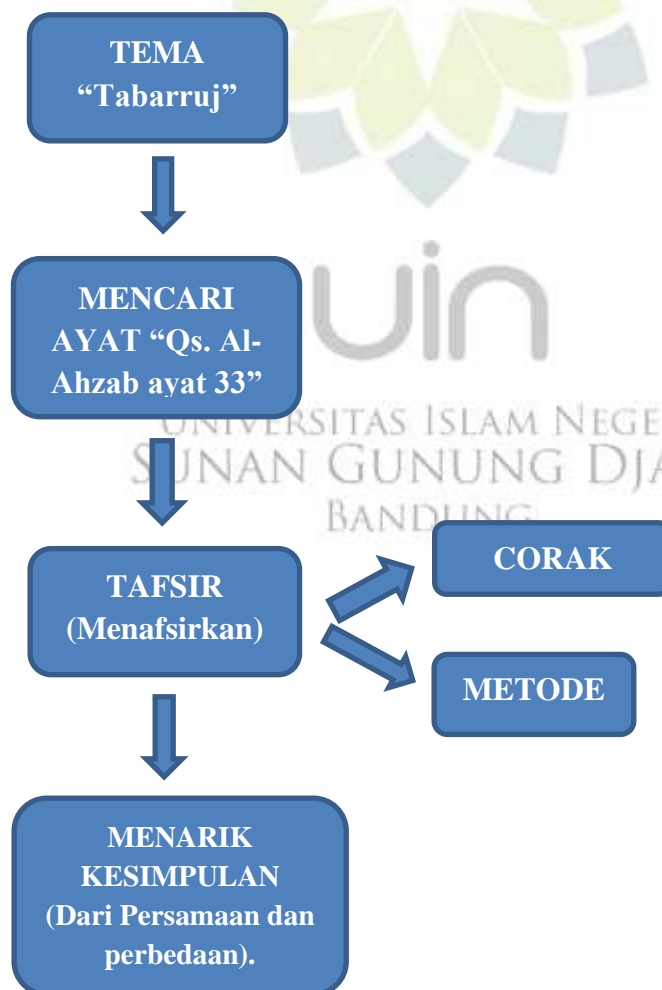 TEMA
“Tabarruj”
MENCARI
AYAT “Qs. Al-
Ahzab ayat 33”
uin
UNIVERSITAS ISLAM NEGE
SUNAN GUNUNG DJA
BANDUNG
TAFSIR
(Menafsirkan)
CORAK
METODE
MENARIK
KESIMPULAN
(Dari Persamaan dan
perbedaan).